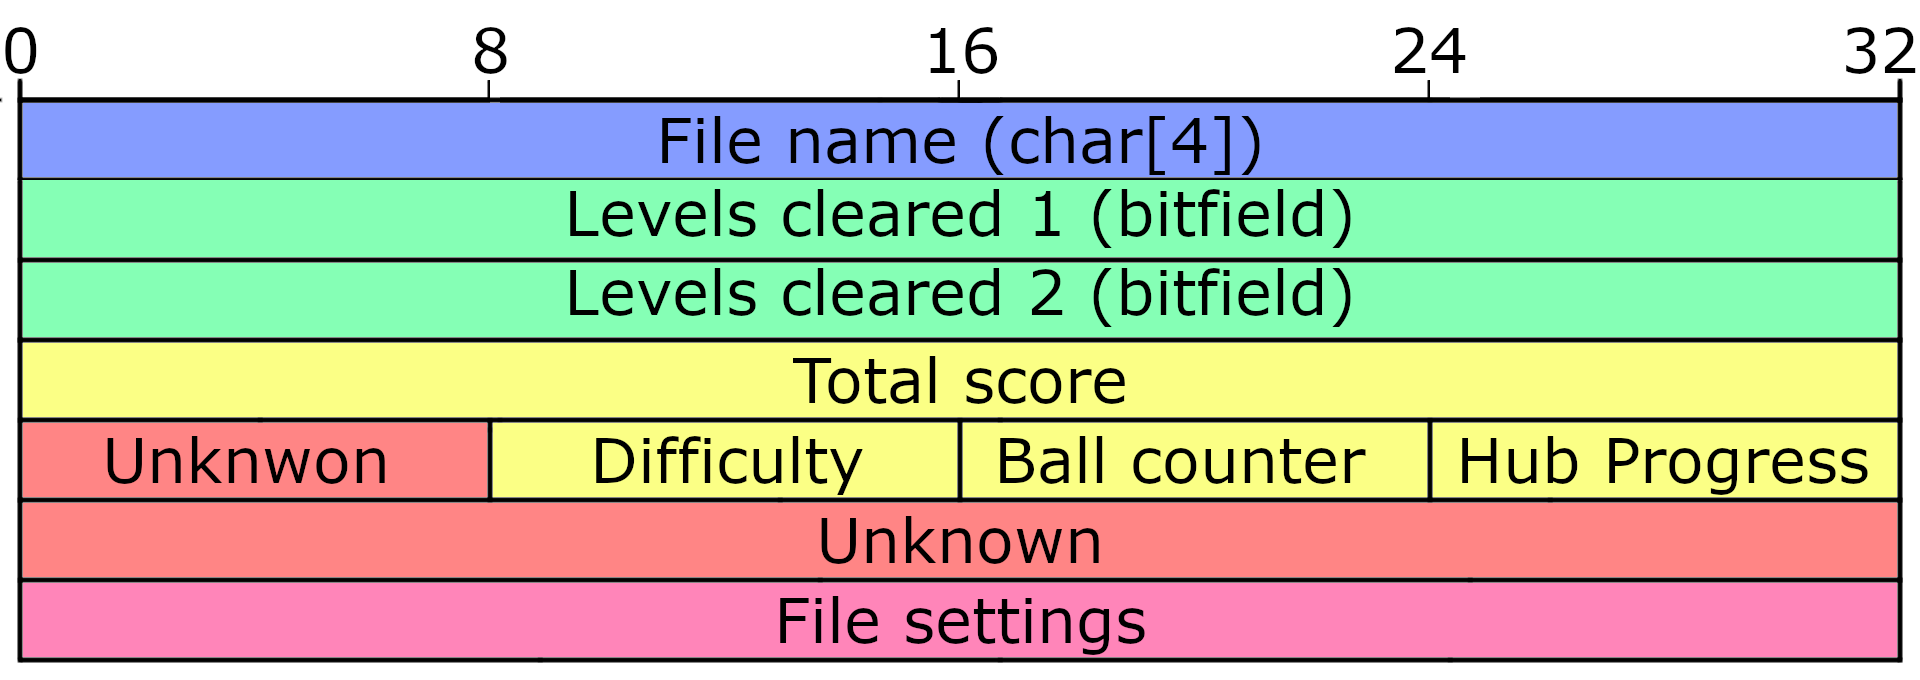 0 8 16 24 32
File name (char[4])
Levels cleared 1 (bitfield)
Levels cleared 2 (bitfield)
Total score
Unknwon Difficulty Ball counter Hub Progress
Unknown
File settings